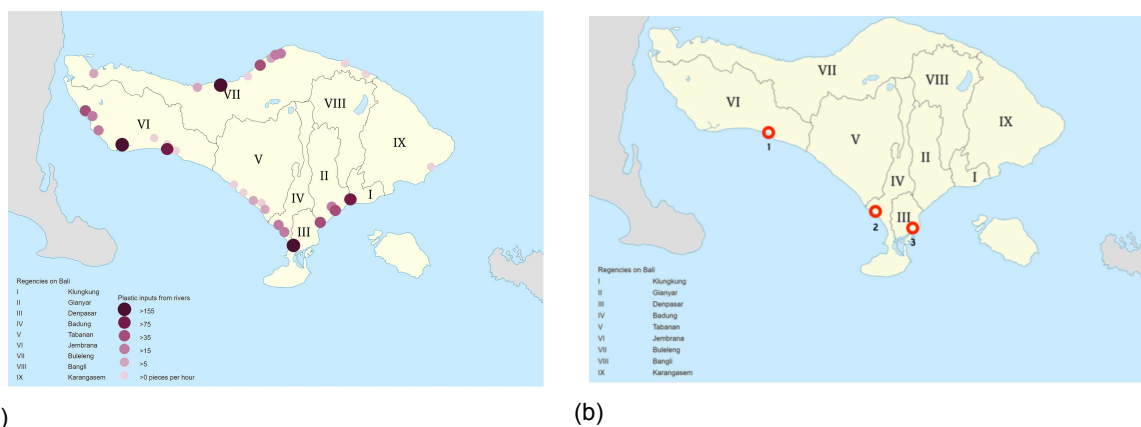 VII
VIII
VI
IX
V
II
I
IV
III
Regencies on Bali
I Klungkung
II Gianyar
III Denpasar
IV Badung
V Tabanan
VI Jembrana
VII Buleleng
VIII Bangli
IX Karangasem
Plastic inputs from rivers
>155
>75
>35
>15
>5
>0 pieces per hour
)
VII
VIII
VI
IX
V
II
I
IV
III
1
2
3
Regencies on Bali
I Klungkung
II Gianyar
III Denpasar
IV Badung
V Tabanan
VI Jembrana
VII Buleleng
VIII Bangli
IX Karangasem
(b)